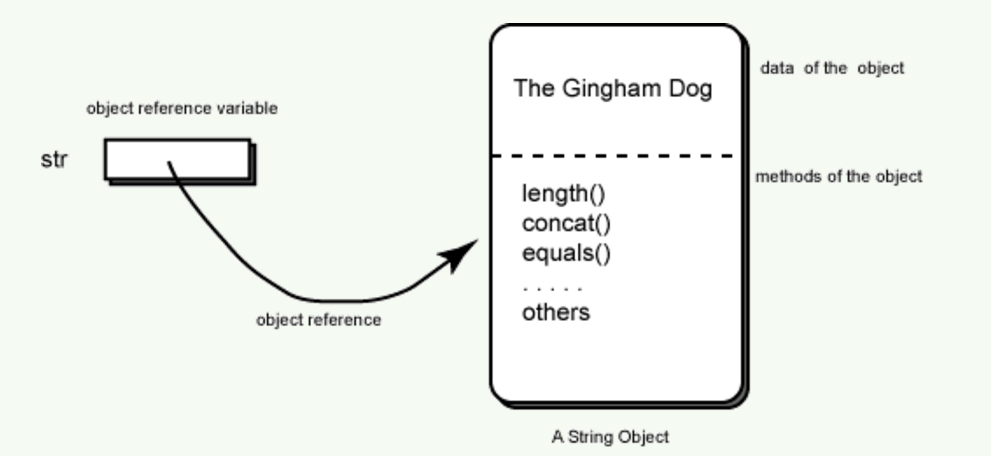 object reference variable
str
object reference
The Gingham Dog
data of the object
methods of the object
length()
concat()
equals()
. . . . .
others
A String Object